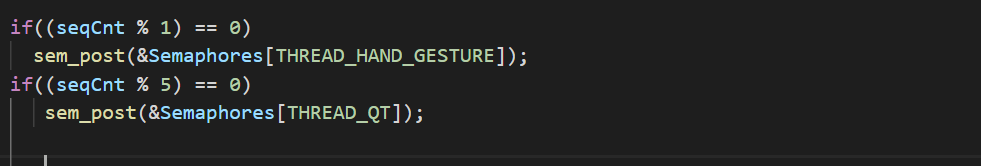 if((seqCnt % 1) == 0)
sem_post(&Semaphores[THREAD_HAND_GESTURE]);
if((seqCnt % 5) == 0)
sem_post(&Semaphores[THREAD_QT]);